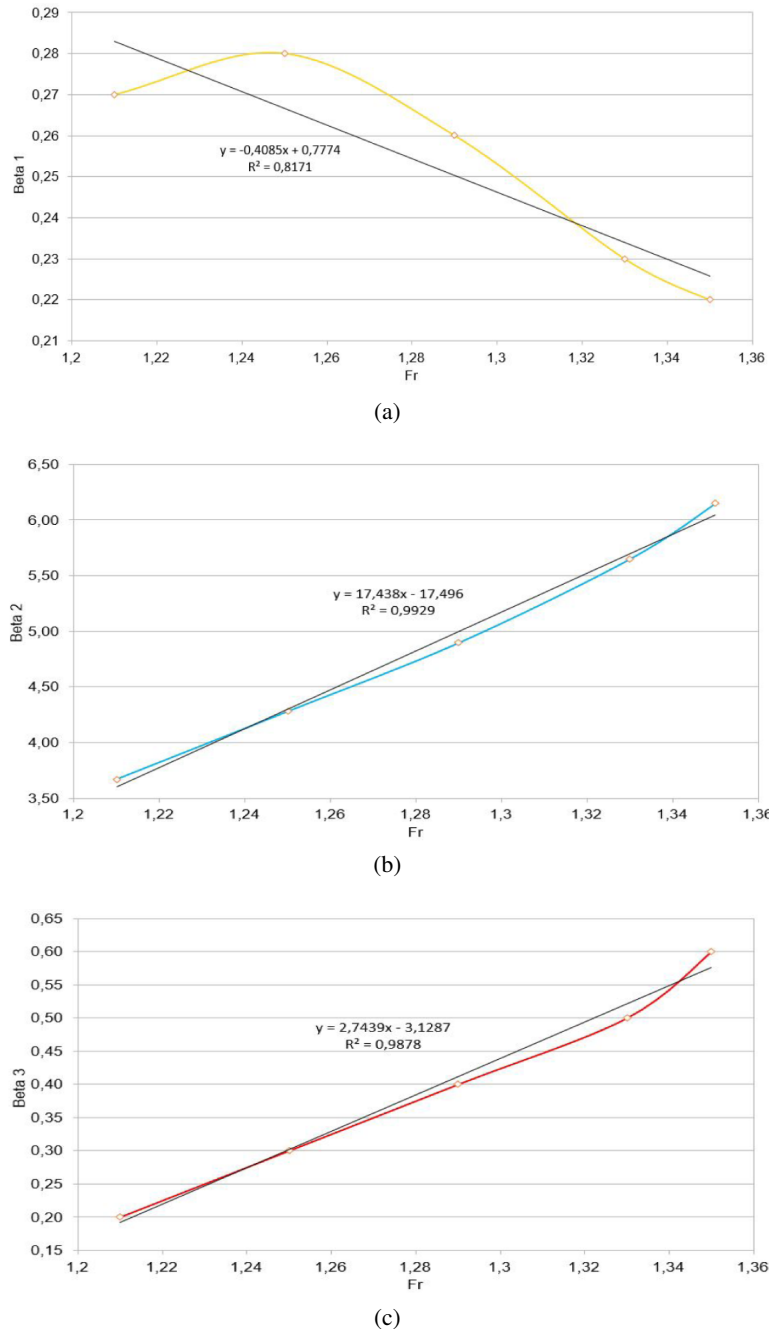 0,29
0,28
0,27
0,26
0,25
0,24
0,23
0,22
0,21
Beta 1
y = -0,4085x + 0,7774
R² = 0,8171
1,2 1,22 1,24 1,26 1,28 1,3 1,32 1,34 1,36
Fr
(a)
6,50
6,00
5,50
5,00
4,50
4,00
3,50
Beta 2
y = 17,438x - 17,496
R² = 0,9929
1,2 1,22 1,24 1,26 1,28 1,3 1,32 1,34 1,36
Fr
(b)
0,65
0,60
0,55
0,50
0,45
0,40
0,35
0,30
0,25
0,20
0,15
Beta 3
y = 2,7439x - 3,1287
R² = 0,9878
1,2 1,22 1,24 1,26 1,28 1,3 1,32 1,34 1,36
Fr
(c)